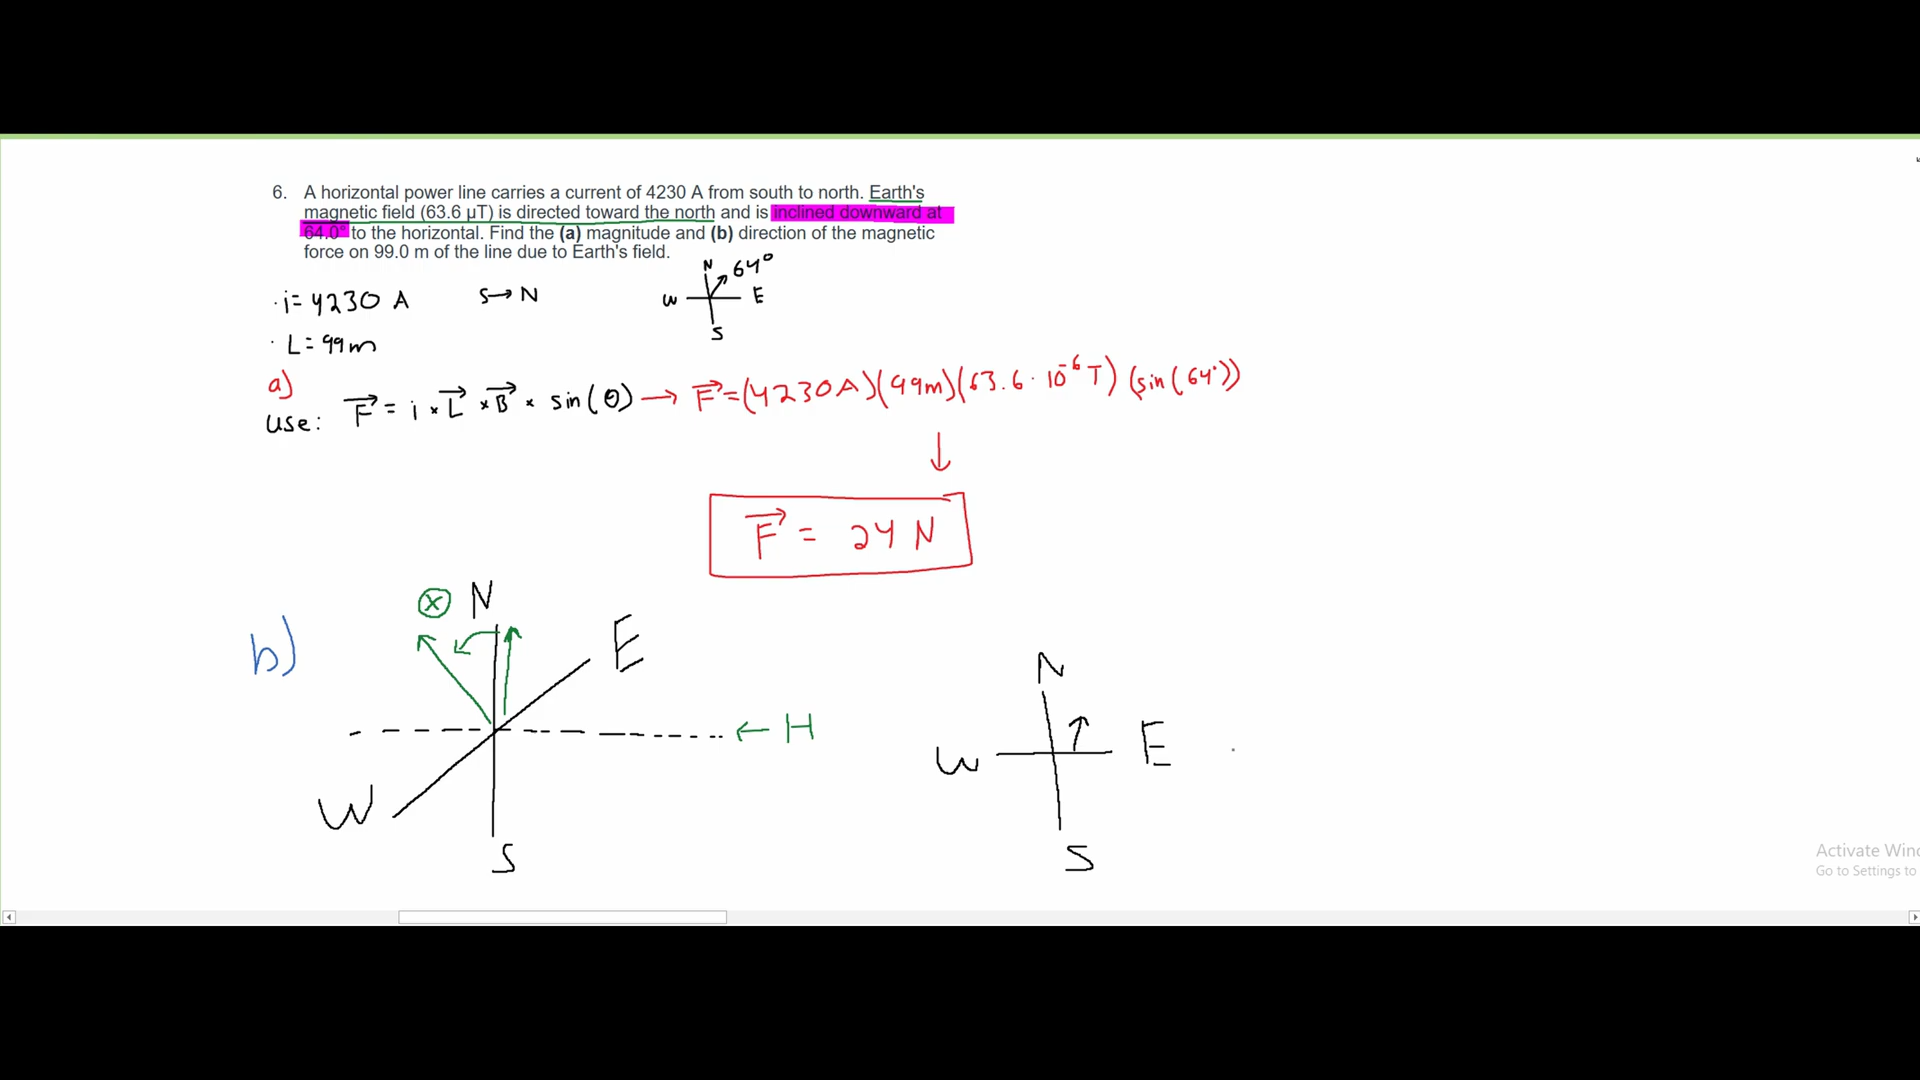 6. A horizontal power line carries a current of 4230 A from south to north. Earth's
magnetic field (63.6 µT) is directed toward the north and is inclined downward at
64.0° to the horizontal. Find the (a) magnitude and (b) direction of the magnetic
force on 99.0 m of the line due to Earth's field.
N 64°
· i = 4230 A S → N W E
S
· L = 99m
a)
Use: F = i × L × B × sin(θ) → F = (4230A)(99m)(63.6 · 10⁻⁶ T)(sin(64°))
F = 24 N
N
E
b)
N
← H
W E
W
S S
Activate Wind
Go to Settings to